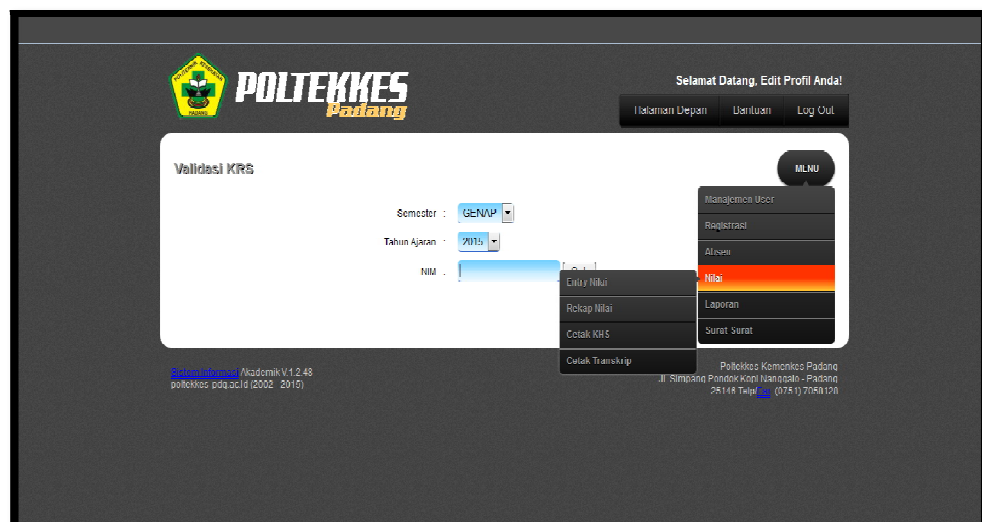 POLTEKKES
Padang
PADANG
Selamat Datang, Edit Profil Anda!
Halaman Depan Bantuan Log Out
Validasi KRS
MENU
Semester : GENAP
Tahun Ajaran : 2015
NIM :
Manajemen User
Registrasi
Absen
Nilai
Laporan
Surat Surat
Entry Nilai
Rekap Nilai
Cetak KHS
Cetak Transkrip
Sistem Informasi Akademik V.1.2.48
poltekkes-pdg.ac.id (2002 - 2015)
Poltekkes Kemenkes Padang
Jl. Simpang Pondok Kopi Nanggalo - Padang
25146 Telp/Fax (0751) 7058128